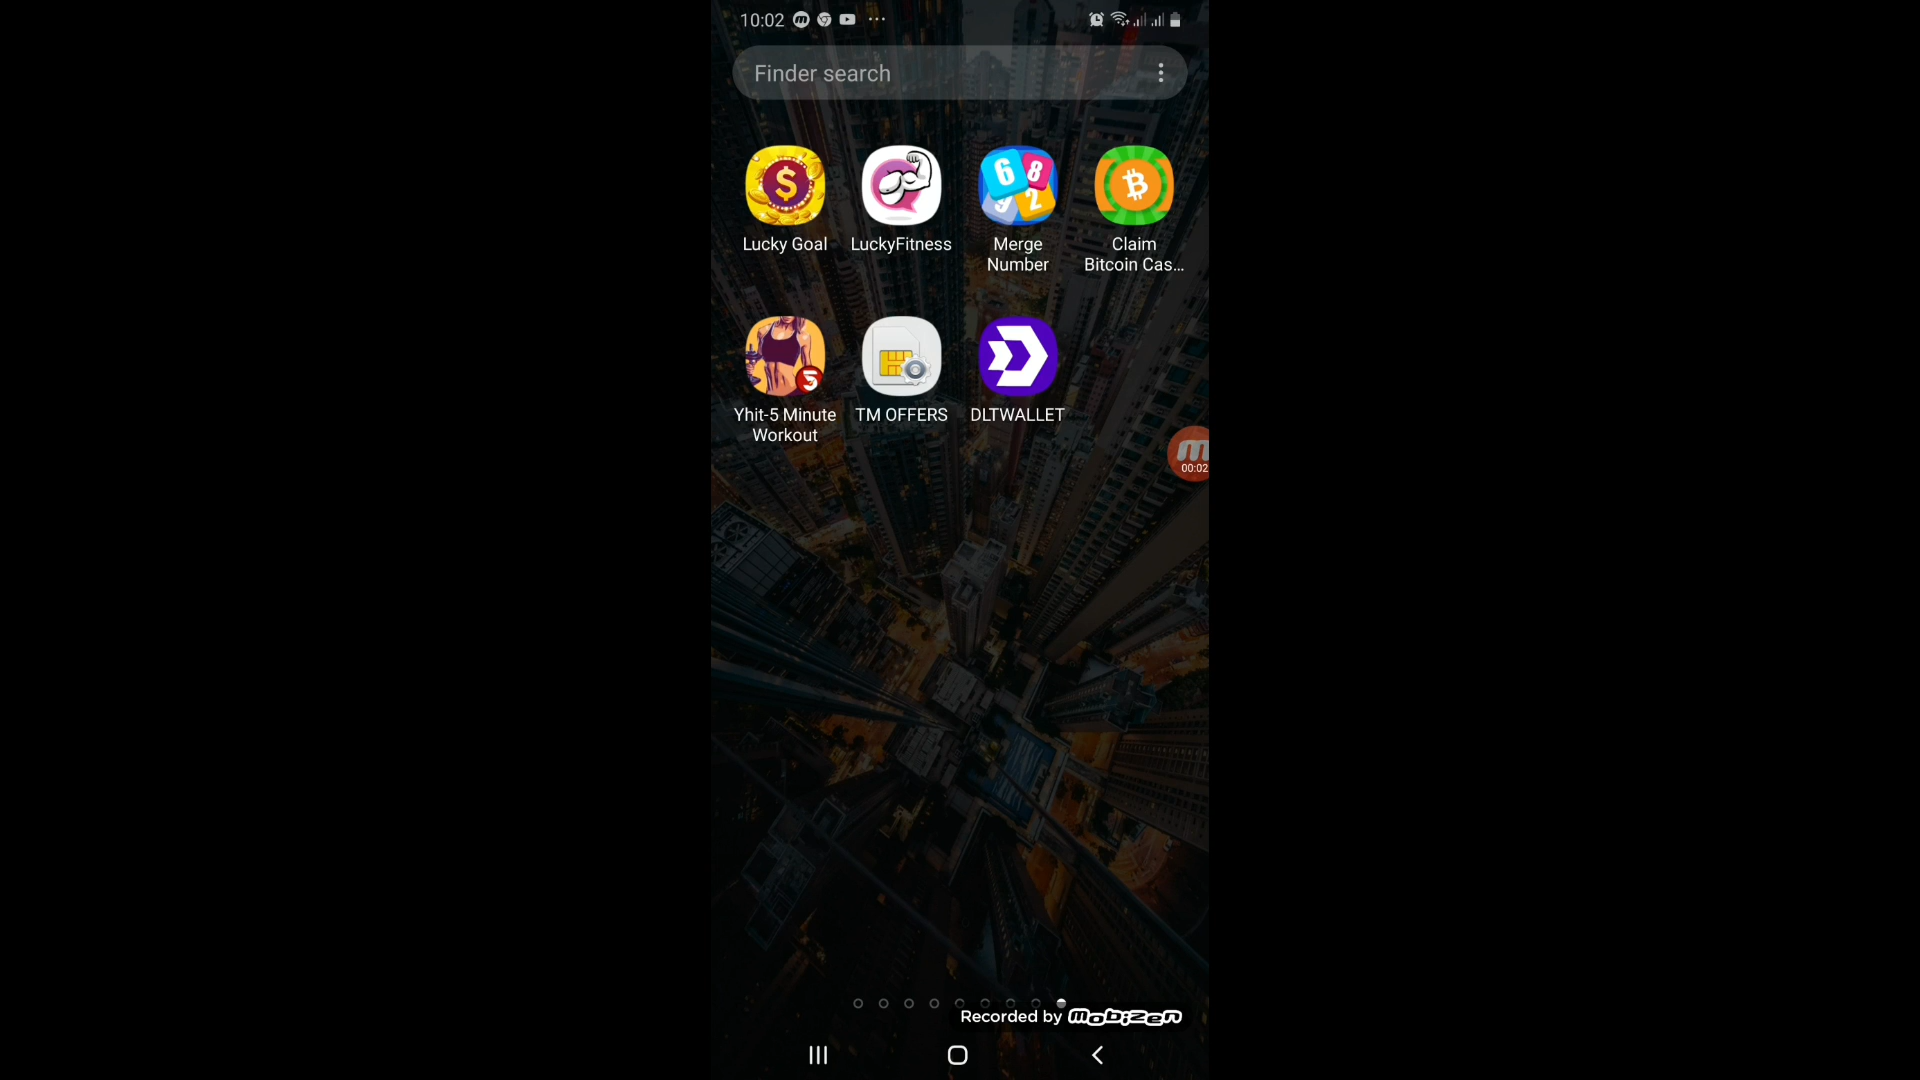 10:02
Finder search
Lucky Goal
LuckyFitness
Merge
Number
Claim
Bitcoin Cas...
Yhit-5 Minute
Workout
TM OFFERS
DLTWALLET
00:02
Recorded by Mobizen